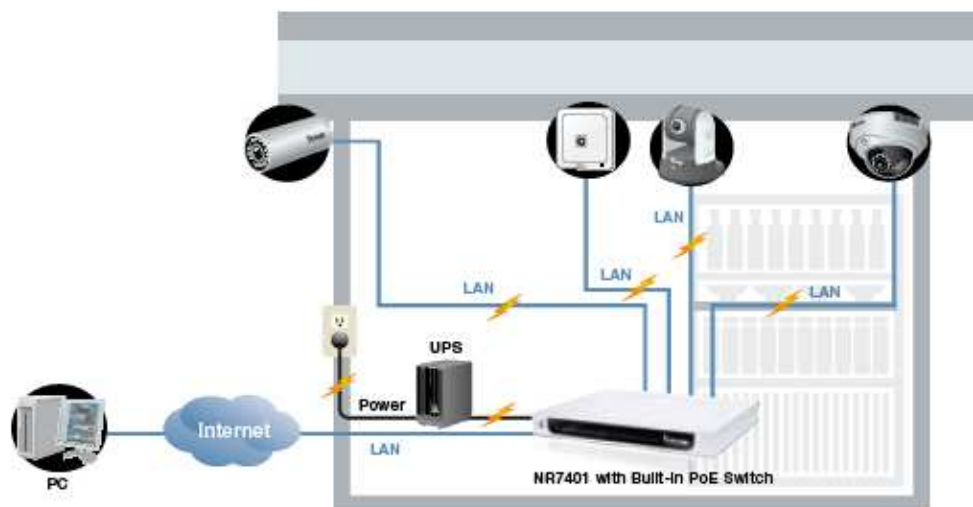 LAN
LAN
LAN
LAN
UPS
Power
Internet
LAN
PC
NR7401 with Built-in PoE Switch